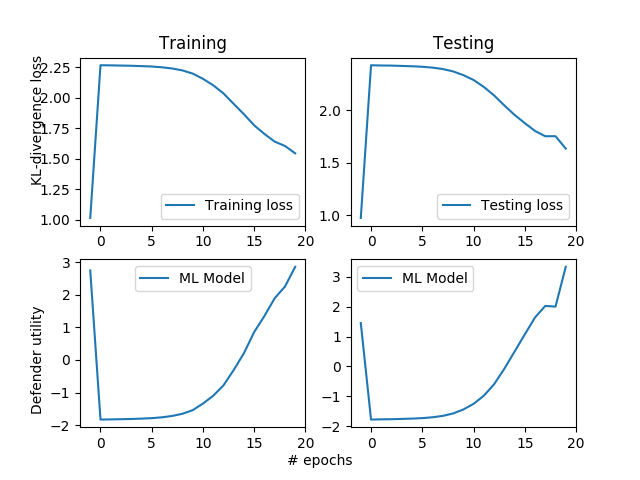 Training
Testing
KL-divergence loss
2.25
2.00
1.75
1.50
1.25
1.00
Training loss
0 5 10 15 20
2.0
1.5
1.0
Testing loss
0 5 10 15 20
Defender utility
3
2
1
0
−1
−2
ML Model
0 5 10 15 20
3
2
1
0
−1
−2
ML Model
0 5 10 15 20
# epochs